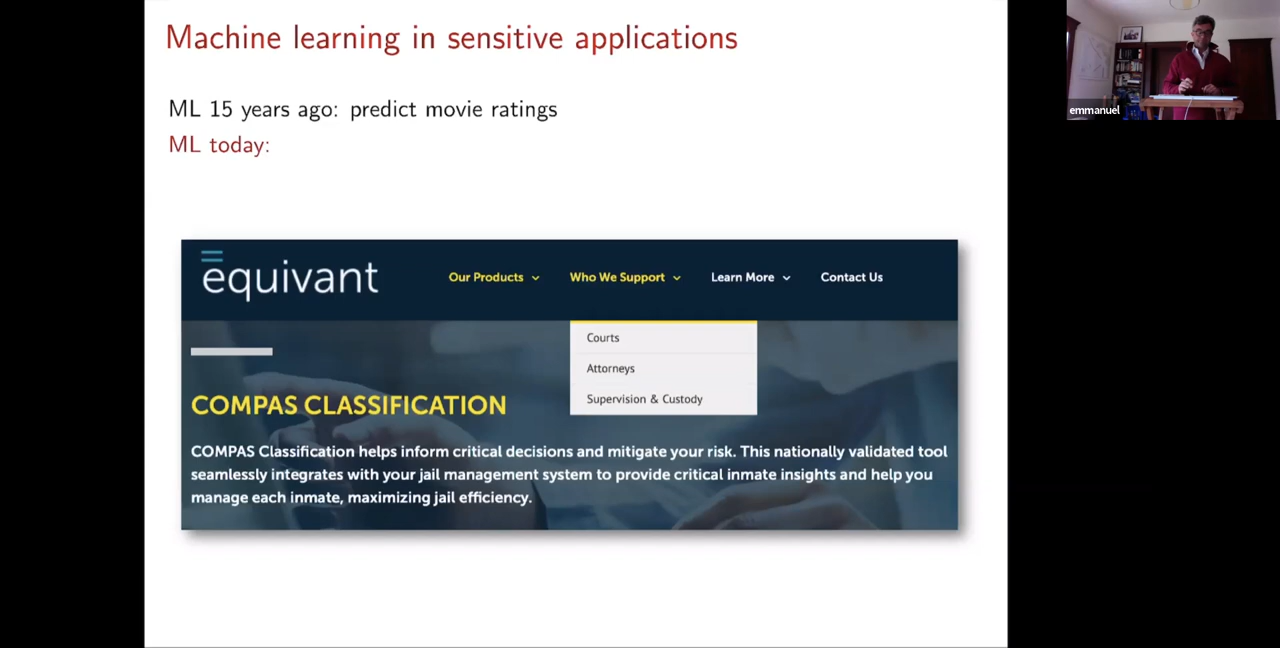 Machine learning in sensitive applications
ML 15 years ago: predict movie ratings
ML today:
emmanuel
equivant
Our Products
Who We Support
Learn More
Contact Us
Courts
Attorneys
Supervision & Custody
COMPAS CLASSIFICATION
COMPAS Classification helps inform critical decisions and mitigate your risk. This nationally validated tool
seamlessly integrates with your jail management system to provide critical inmate insights and help you
manage each inmate, maximizing jail efficiency.